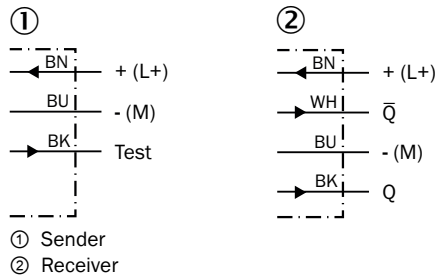 ① ②
BN + (L+)
BU - (M)
BK Test
BN + (L+)
WH Q̅
BU - (M)
BK Q
① Sender
② Receiver